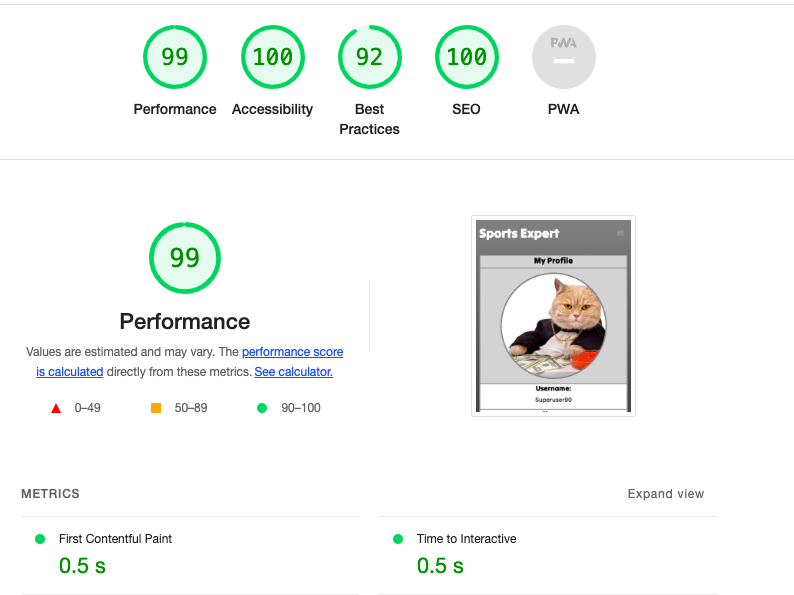 99
100
92
100
PWA
Performance
Accessibility
Best
Practices
SEO
PWA
99
Performance
Values are estimated and may vary. The performance score
is calculated directly from these metrics. See calculator.
0–49
50–89
90–100
Sports Expert
My Profile
Username:
Superuser90
METRICS
Expand view
First Contentful Paint
0.5 s
Time to Interactive
0.5 s